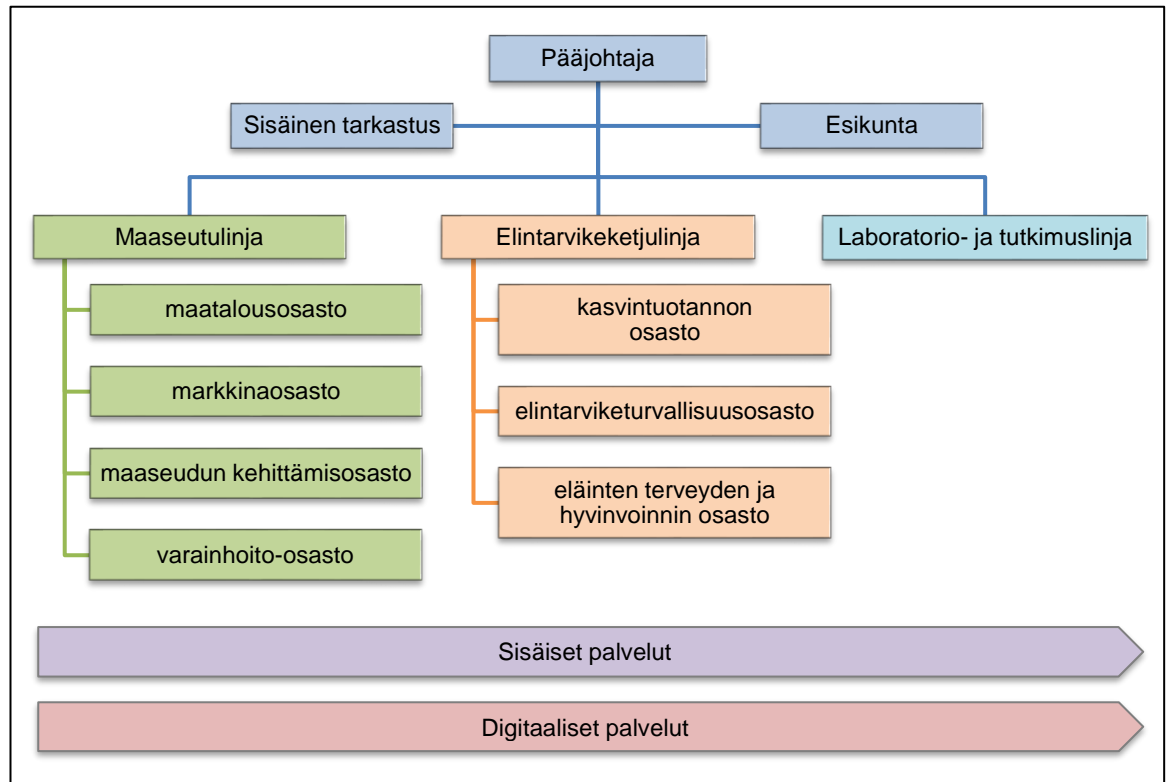 Pääjohtaja
Sisäinen tarkastus
Esikunta
Maaseutulinja
Elintarvikeketjulinja
Laboratorio- ja tutkimuslinja
maatalousosasto
markkinaosasto
maaseudun kehittämisosasto
varainhoito-osasto
kasvintuotannon
osasto
elintarviketurvallisuusosasto
eläinten terveyden ja
hyvinvoinnin osasto
Sisäiset palvelut
Digitaaliset palvelut